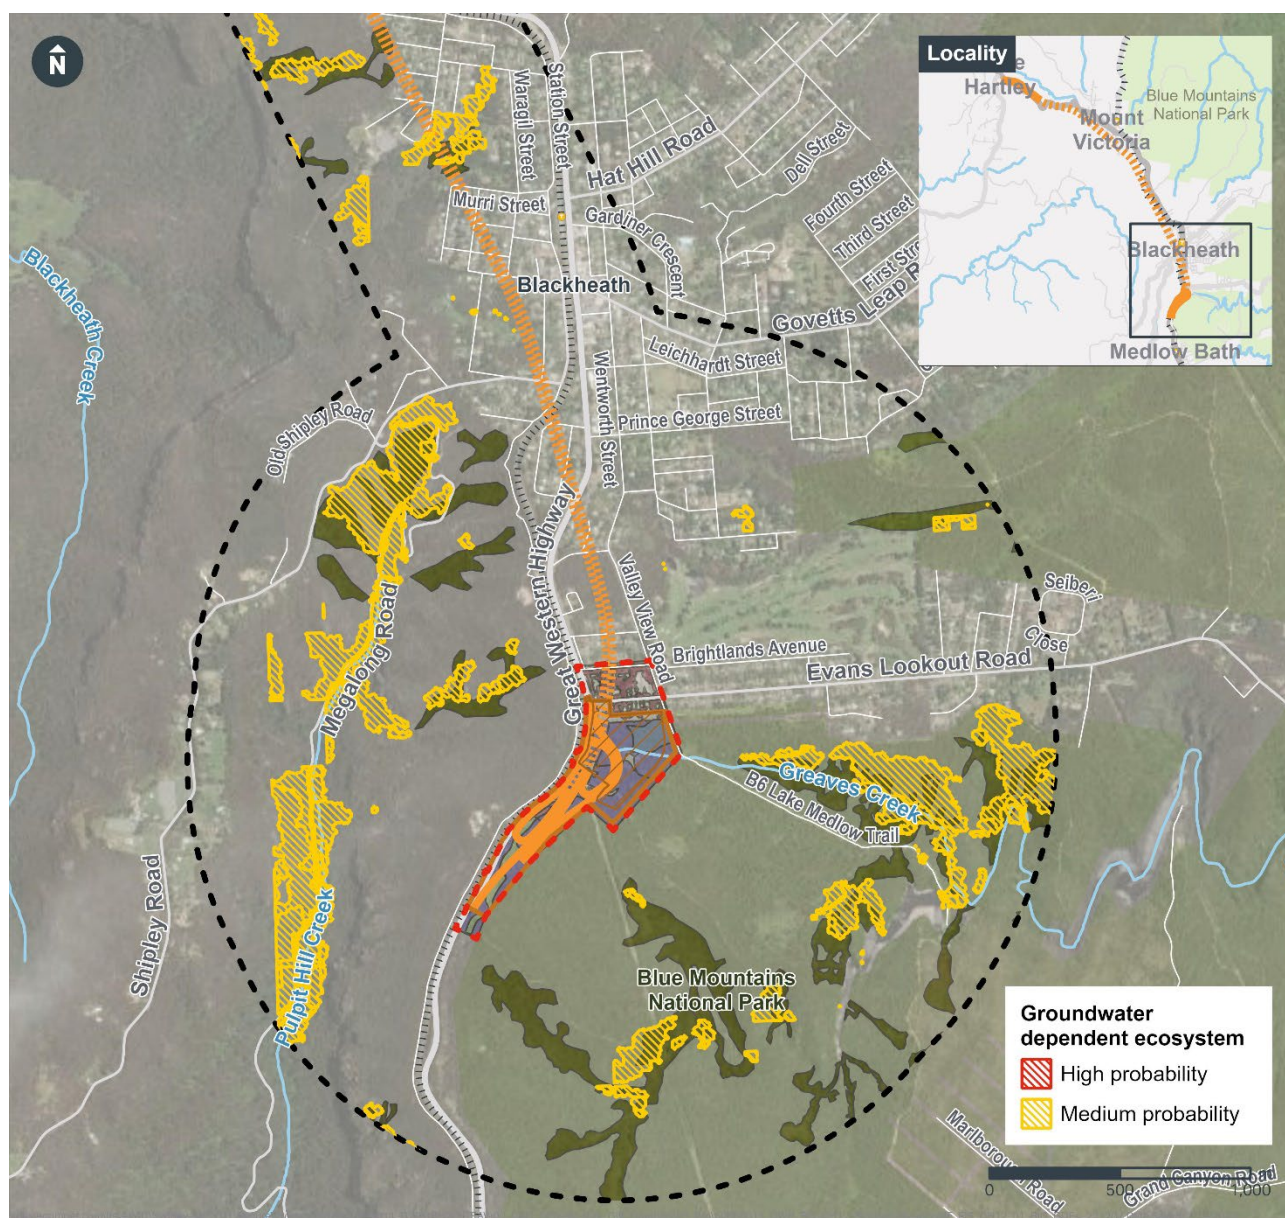 N
Locality
Hartley
Mount
Victoria
Blue Mountains
National Park
Blackheath
Medlow Bath
Station Street
Waragil Street
Hat Hill Road
Dell Street
Murri Street
Gardiner Crescent
Fourth Street
Third Street
Blackheath
Govetts Leap
Leichhardt Street
Blackheath Creek
Wentworth Street
Prince George Street
Old Shipley Road
Great Western Highway
Valley View Road
Seiberi
Close
Megalong Road
Brightlands Avenue
Evans Lookout Road
Great Western
Greaves Creek
B6 Lake Medlow Trail
Shipley Road
Pulpit Hill Creek
Blue Mountains
National Park
Groundwater
dependent ecosystem
High probability
Medium probability
Marlborough Road
Grand Canyon Road
0
500
1,000